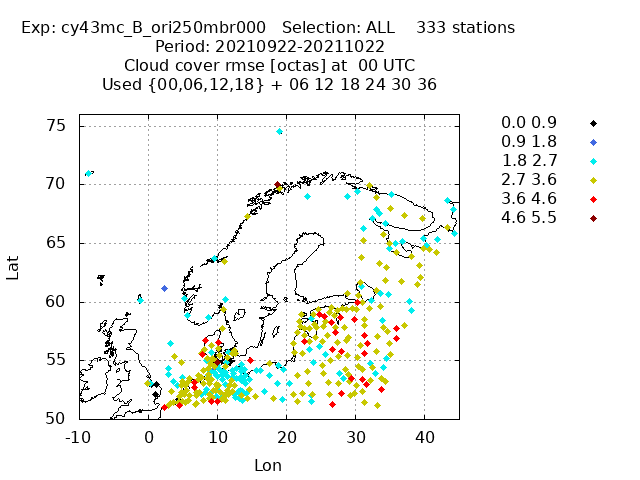 Exp: cy43mc_B_ori250mbr000 Selection: ALL 333 stations
Period: 20210922-20211022
Cloud cover rmse [octas] at 00 UTC
Used {00,06,12,18} + 06 12 18 24 30 36
0.0 0.9
0.9 1.8
1.8 2.7
2.7 3.6
3.6 4.6
4.6 5.5
75
70
65
60
55
50
Lat
-10 0 10 20 30 40
Lon